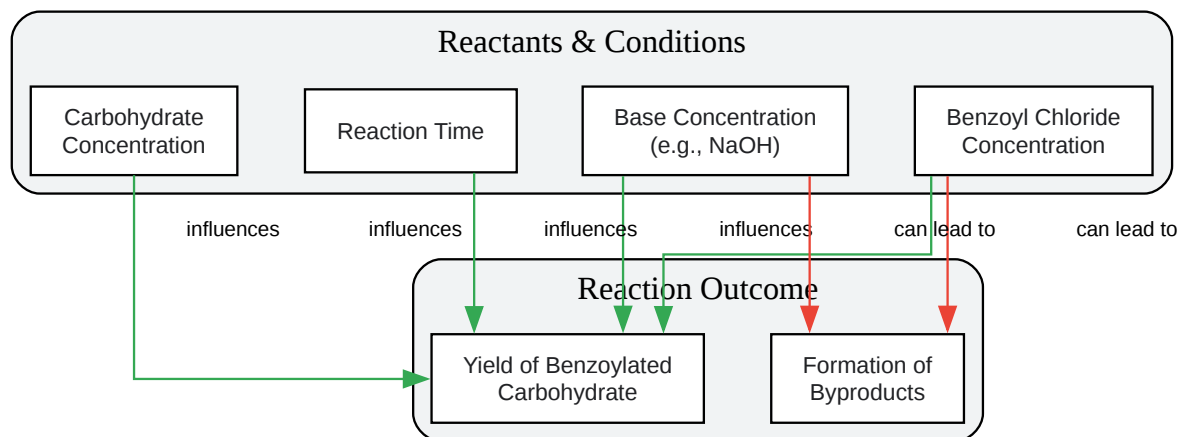 Reactants & Conditions
Carbohydrate
Concentration
Reaction Time
Base Concentration
(e.g., NaOH)
Benzoyl Chloride
Concentration
influences
influences
influences
influences
can lead to
can lead to
Reaction Outcome
Yield of Benzoylated
Carbohydrate
Formation of
Byproducts